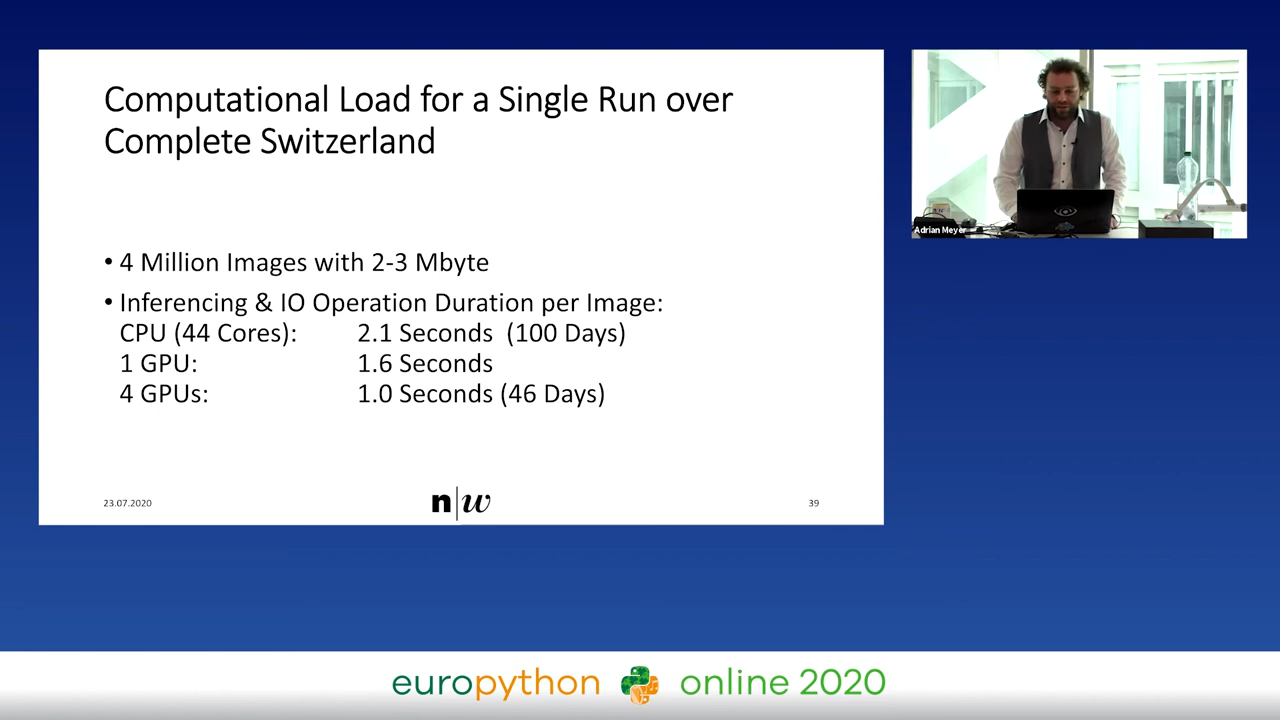 Computational Load for a Single Run over
Complete Switzerland
• 4 Million Images with 2-3 Mbyte
• Inferencing & IO Operation Duration per Image:
CPU (44 Cores): 2.1 Seconds (100 Days)
1 GPU: 1.6 Seconds
4 GPUs: 1.0 Seconds (46 Days)
23.07.2020
n|w
39
Adrian Meyer
europython online 2020